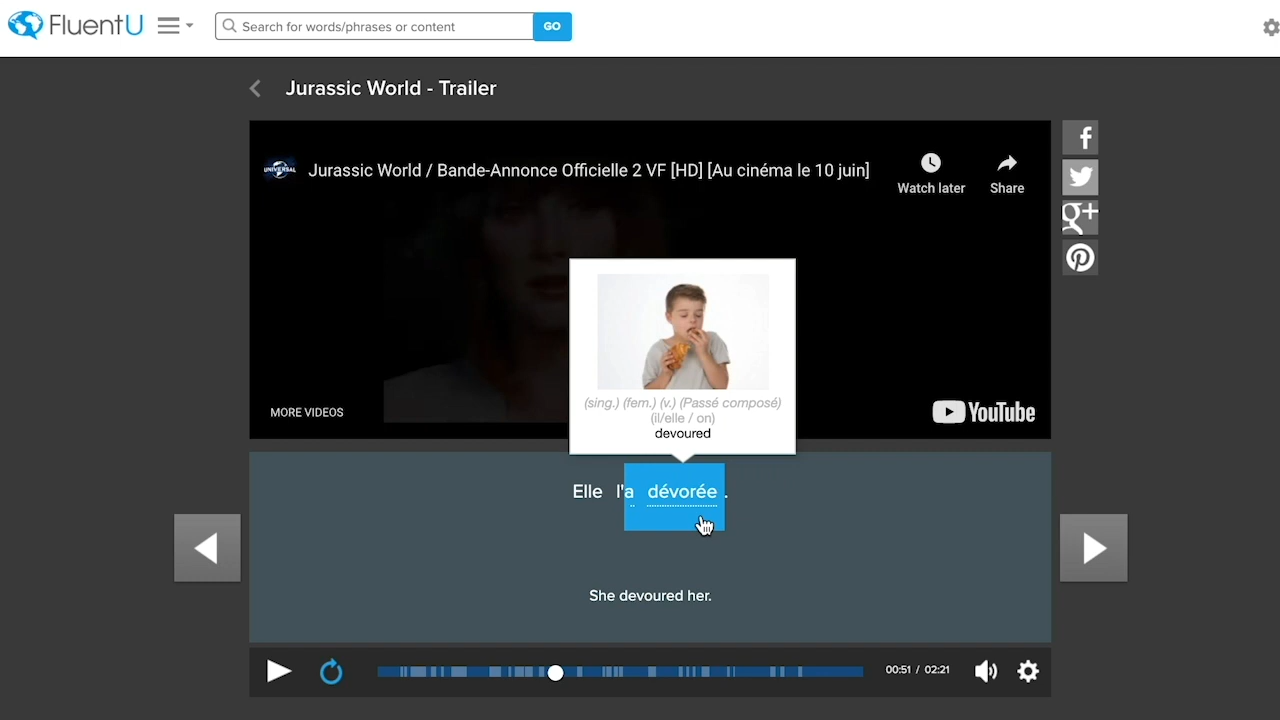 FluentU
Search for words/phrases or content
GO
Jurassic World - Trailer
UNIVERSAL
Jurassic World / Bande-Annonce Officielle 2 VF [HD] [Au cinéma le 10 juin]
Watch later
Share
f
g+
MORE VIDEOS
YouTube
(sing.) (fem.) (v.) (Passé composé)
(il/elle / on)
devoured
Elle l'a dévorée .
She devoured her.
00:51 / 02:21